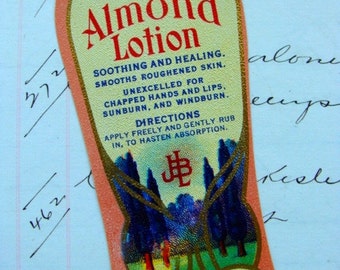 Almond
Lotion
SOOTHING AND HEALING.
SMOOTHS ROUGHENED SKIN.
UNEXCELLED FOR
CHAPPED HANDS AND LIPS,
SUNBURN, AND WINDBURN.
DIRECTIONS
APPLY FREELY AND GENTLY RUB
IN, TO HASTEN ABSORPTION.